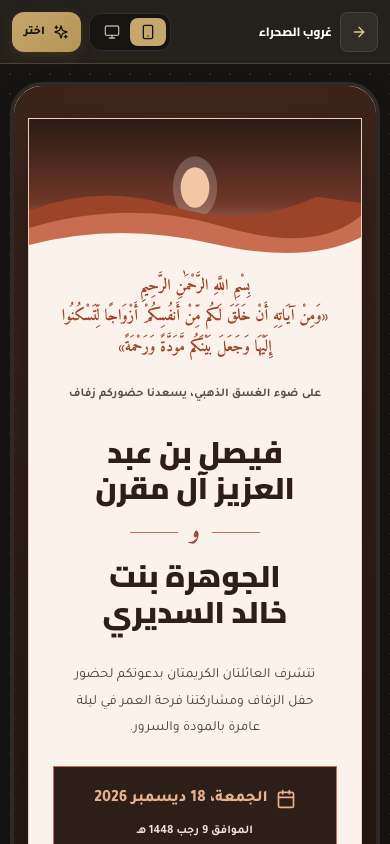 غروب الصحراء
اختر
بِسْمِ اللَّهِ الرَّحْمَٰنِ الرَّحِيمِ
«وَمِنْ آيَاتِهِ أَنْ خَلَقَ لَكُم مِّنْ أَنفُسِكُمْ أَزْوَاجًا لِّتَسْكُنُوا
إِلَيْهَا وَجَعَلَ بَيْنَكُم مَّوَدَّةً وَرَحْمَةً»
على ضوء الغسق الذهبي، يسعدنا حضوركم زفاف
فيصل بن عبد
العزيز آل مقرن
و
الجوهرة بنت
خالد السديري
تتشرف العائلتان الكريمتان بدعوتكم لحضور
حفل الزفاف ومشاركتنا فرحة العمر في ليلة
عامرة بالمودة والسرور.
الجمعة، 18 ديسمبر 2026
الموافق 9 رجب 1448 هـ